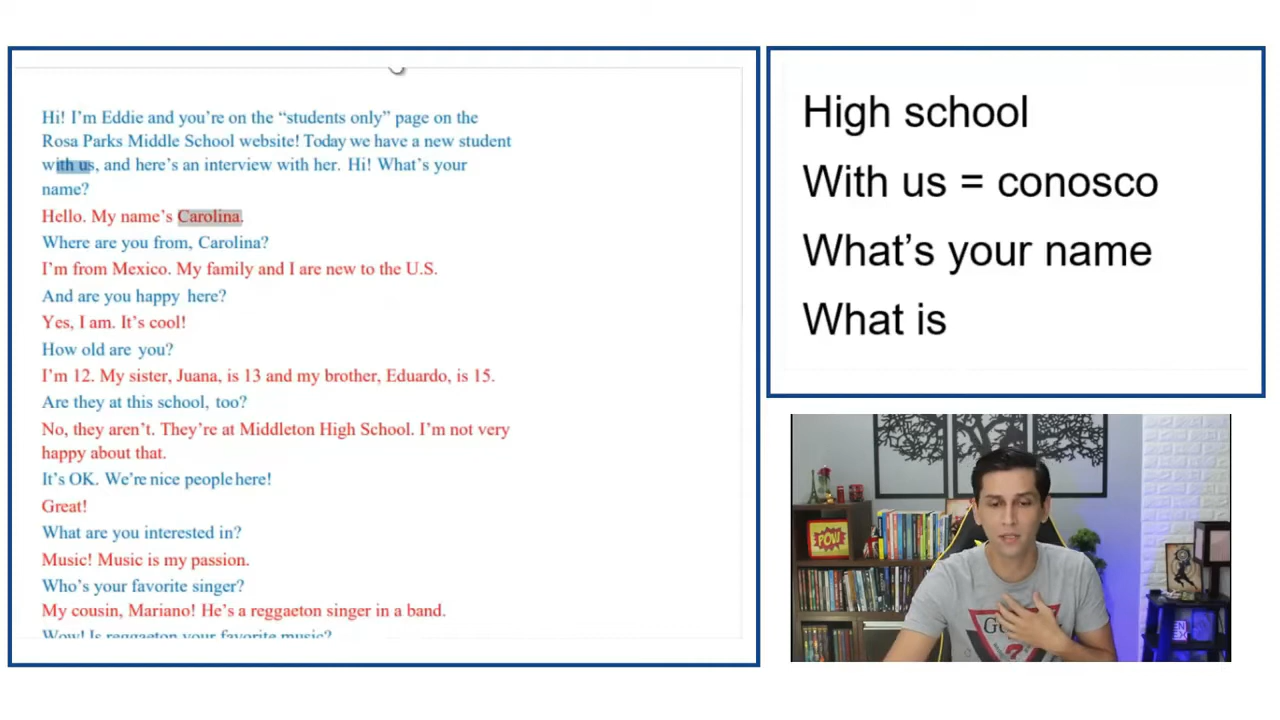 Hi! I'm Eddie and you're on the “students only” page on the
Rosa Parks Middle School website! Today we have a new student
with us, and here's an interview with her. Hi! What's your
name?
Hello. My name's Carolina.
Where are you from, Carolina?
I'm from Mexico. My family and I are new to the U.S.
And are you happy here?
Yes, I am. It's cool!
How old are you?
I'm 12. My sister, Juana, is 13 and my brother, Eduardo, is 15.
Are they at this school, too?
No, they aren't. They're at Middleton High School. I'm not very
happy about that.
It's OK. We're nice people here!
Great!
What are you interested in?
Music! Music is my passion.
Who's your favorite singer?
My cousin, Mariano! He's a reggaeton singer in a band.
Wow! Is reggaeton your favorite music?
High school
With us = conosco
What's your name
What is
POW